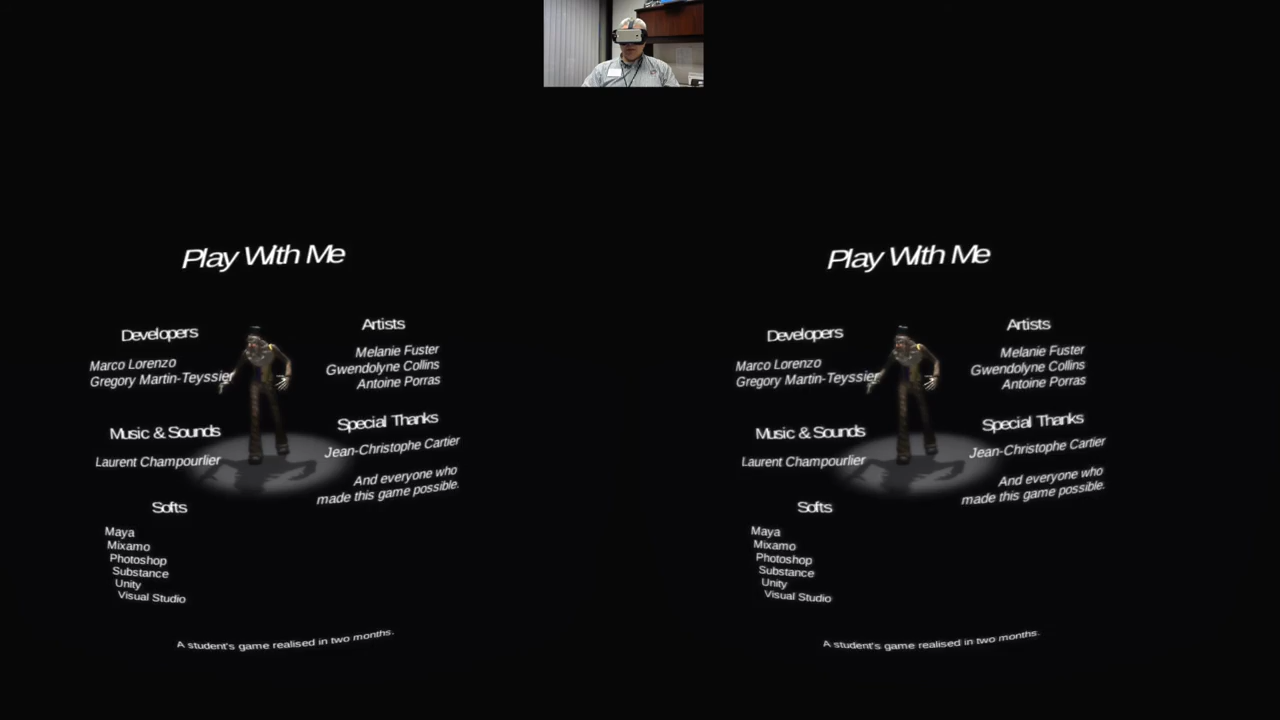 Play With Me
Developers
Marco Lorenzo
Gregory Martin-Teyssier
Artists
Melanie Fuster
Gwendolyne Collins
Antoine Porras
Music & Sounds
Laurent Champourlier
Special Thanks
Jean-Christophe Cartier
And everyone who
made this game possible.
Softs
Maya
Mixamo
Photoshop
Substance
Unity
Visual Studio
A student's game realised in two months.
Play With Me
Developers
Marco Lorenzo
Gregory Martin-Teyssier
Artists
Melanie Fuster
Gwendolyne Collins
Antoine Porras
Music & Sounds
Laurent Champourlier
Special Thanks
Jean-Christophe Cartier
And everyone who
made this game possible.
Softs
Maya
Mixamo
Photoshop
Substance
Unity
Visual Studio
A student's game realised in two months.